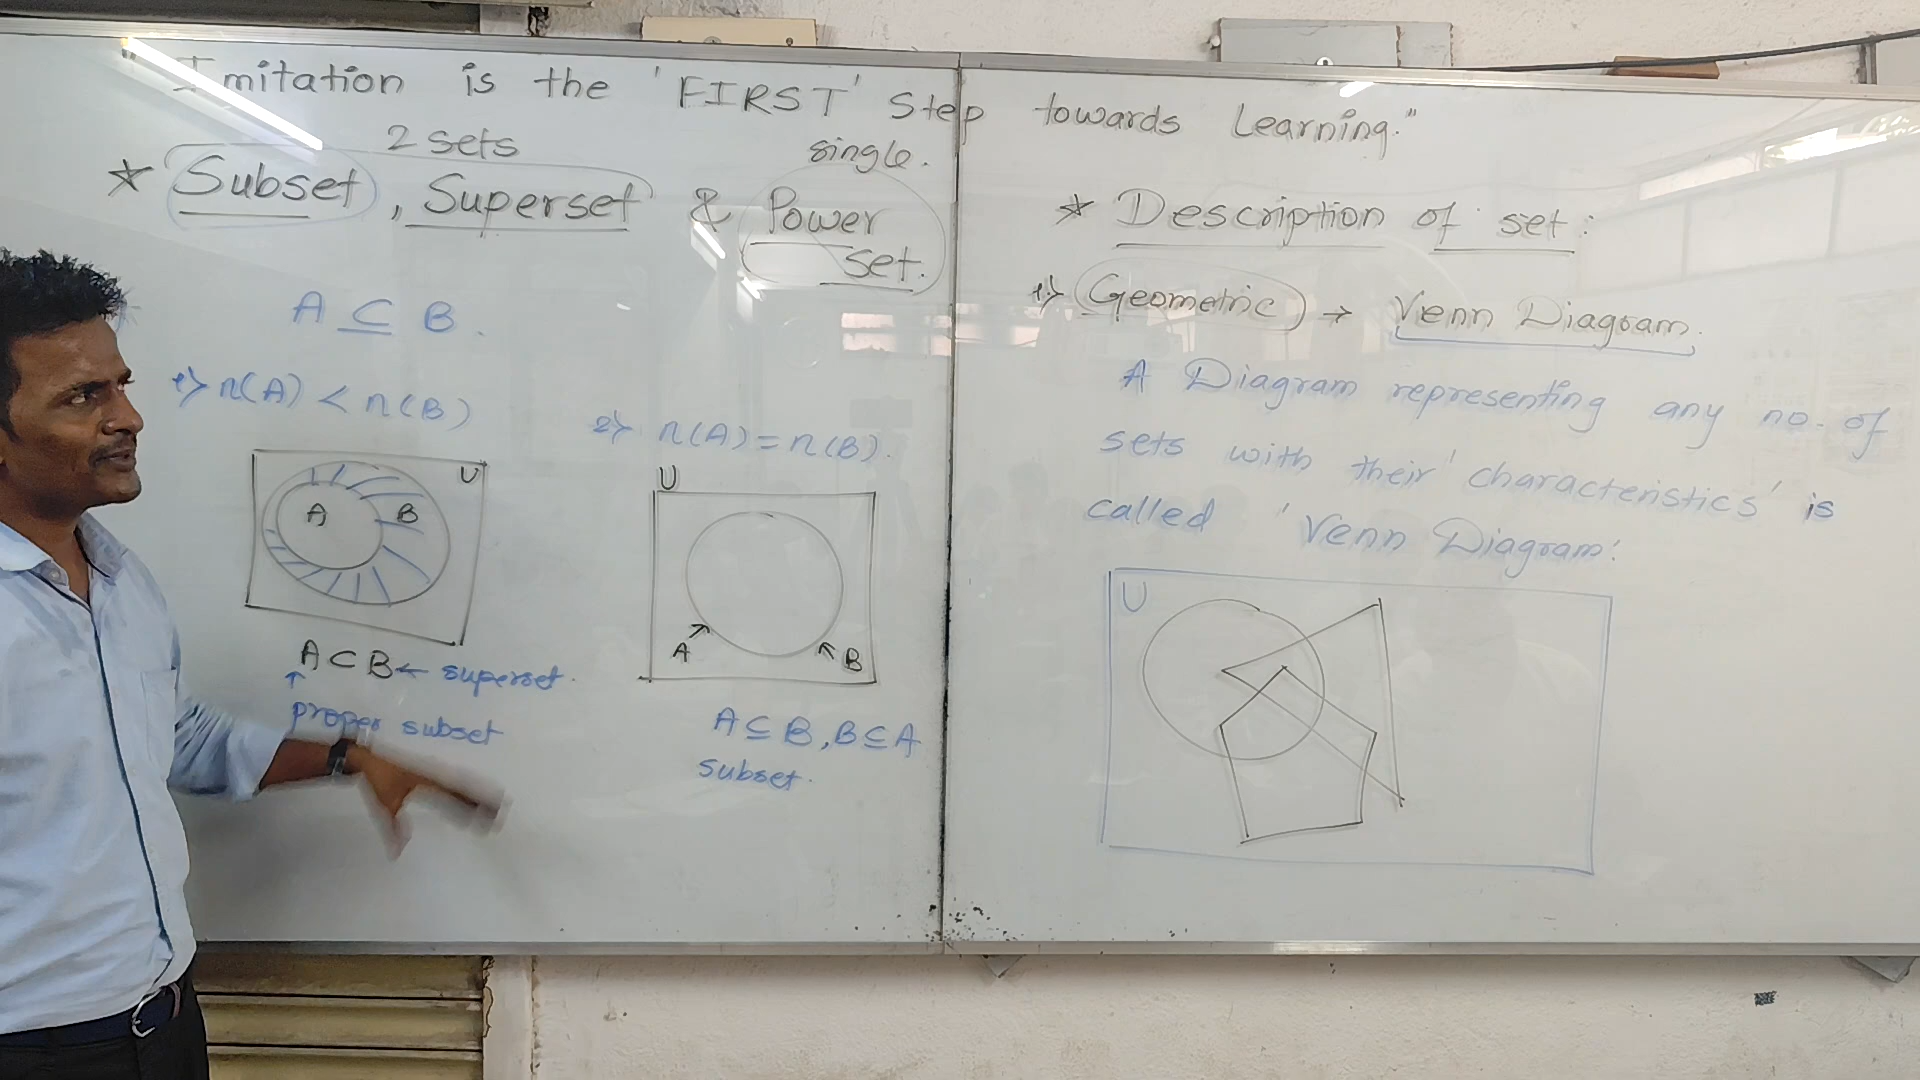 "Imitation is the 'FIRST' Step towards Learning."
2 sets
single.
* Subset, Superset & Power
set.
A ⊆ B.
1> n(A) < n(B)
U
A
B
A ⊂ B ← superset.
↑
proper subset
2> n(A) = n(B).
U
A
B
A ⊆ B, B ⊆ A
subset.
* Description of set:
1> Geometric → Venn Diagram.
A Diagram representing any no. of
sets with their 'characteristics' is
called 'Venn Diagram'.
U